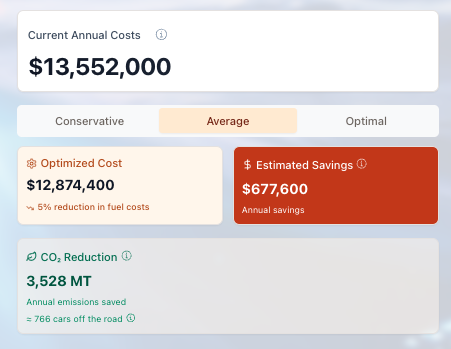 Current Annual Costs
$13,552,000
Conservative
Average
Optimal
Optimized Cost
$12,874,400
5% reduction in fuel costs
$ Estimated Savings
$677,600
Annual savings
CO₂ Reduction
3,528 MT
Annual emissions saved
≈ 766 cars off the road